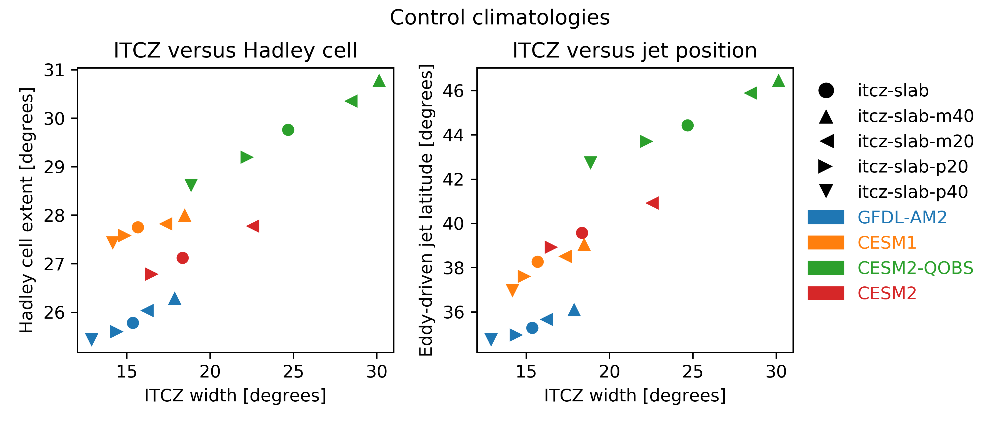 Control climatologies
ITCZ versus Hadley cell
Hadley cell extent [degrees]
31
30
29
28
27
26
15 20 25 30
ITCZ width [degrees]
ITCZ versus jet position
Eddy-driven jet latitude [degrees]
46
44
42
40
38
36
15 20 25 30
ITCZ width [degrees]
itcz-slab
itcz-slab-m40
itcz-slab-m20
itcz-slab-p20
itcz-slab-p40
GFDL-AM2
CESM1
CESM2-QOBS
CESM2